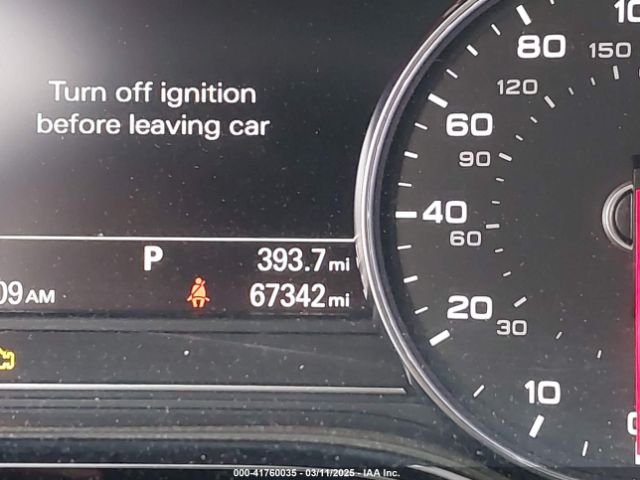 Turn off ignition
before leaving car
P 393.7 mi
09 AM 67342 mi
80
150
120
60
90
40
60
20
30
10
000-41760035 - 03/11/2025 - IAA Inc.